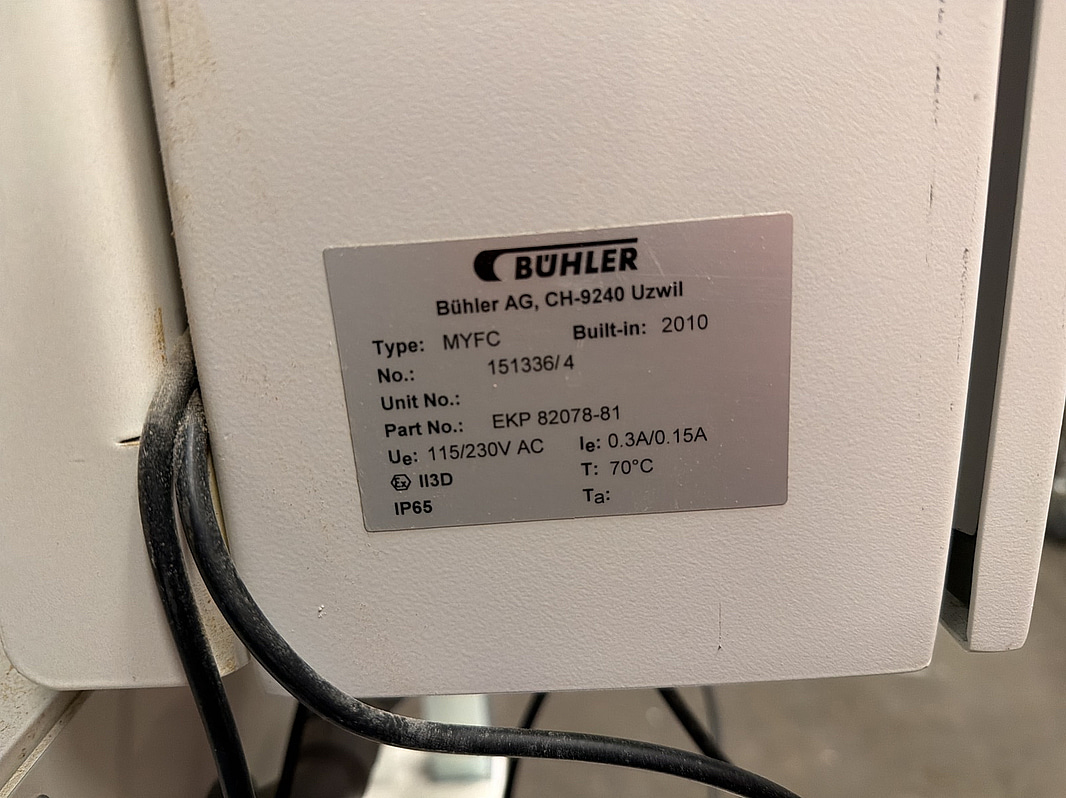 BÜHLER
Bühler AG, CH-9240 Uzwil
Type: MYFC Built-in: 2010
No.: 151336/4
Unit No.:
Part No.: EKP 82078-81
Ue: 115/230V AC Ie: 0.3A/0.15A
Ex II3D T: 70°C
IP65 Ta: